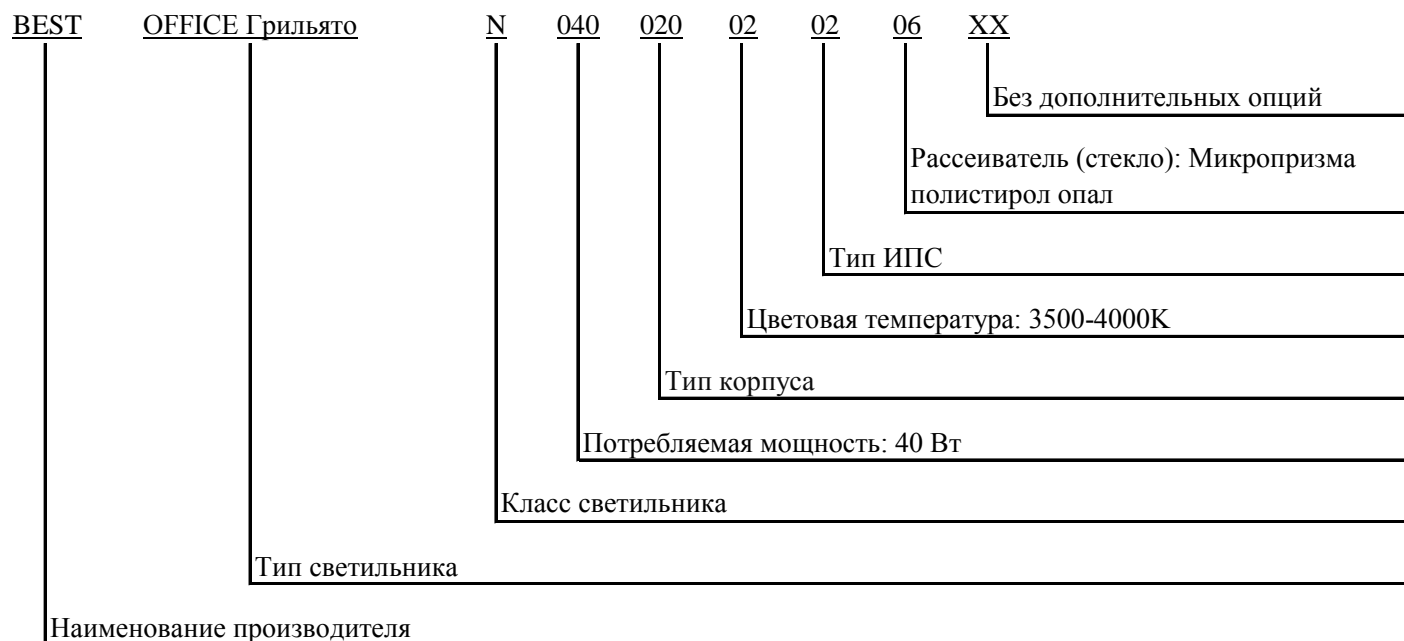 BEST OFFICE Грильято N 040 020 02 02 06 XX
Без дополнительных опций
Рассеиватель (стекло): Микропризма
полистирол опал
Тип ИПС
Цветовая температура: 3500-4000К
Тип корпуса
Потребляемая мощность: 40 Вт
Класс светильника
Тип светильника
Наименование производителя